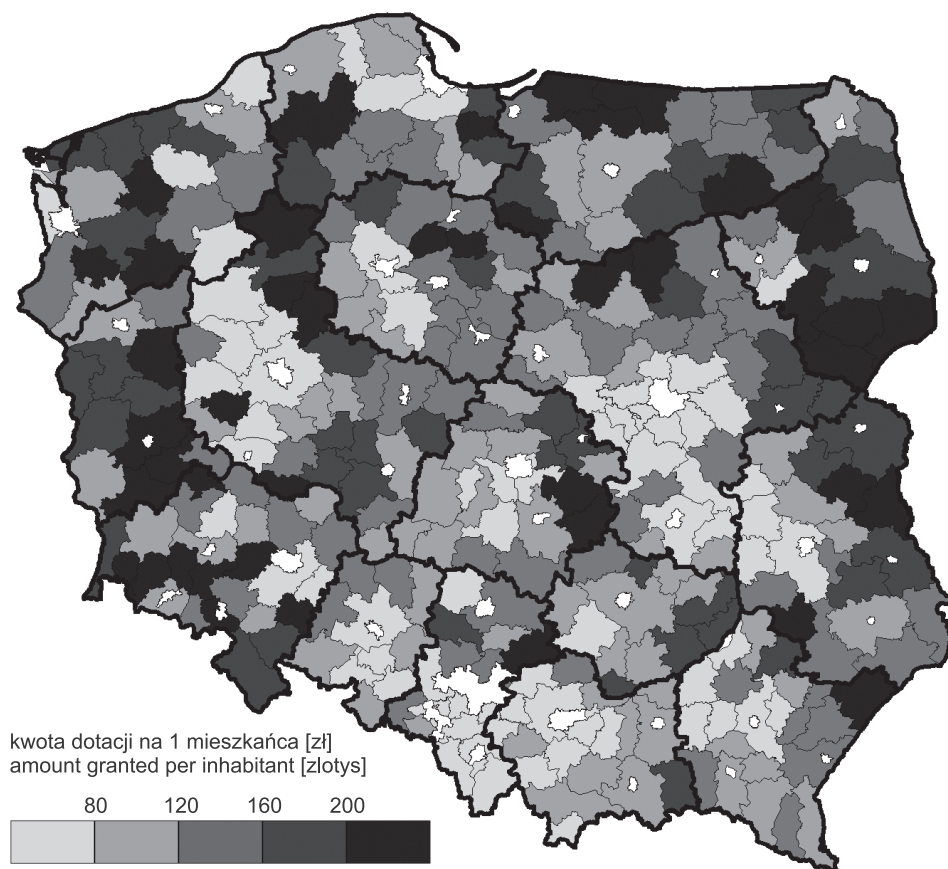 kwota dotacji na 1 mieszkańca [zł]
amount granted per inhabitant [zlotys]
80 120 160 200